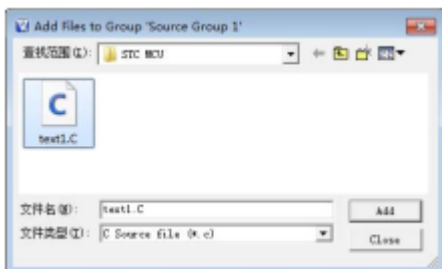 Add Files to Group 'Source Group 1'
查找范围(I): STC MCU
C
text1.C
文件名(N): text1.C Add
文件类型(T): C Source file (*.c) Close